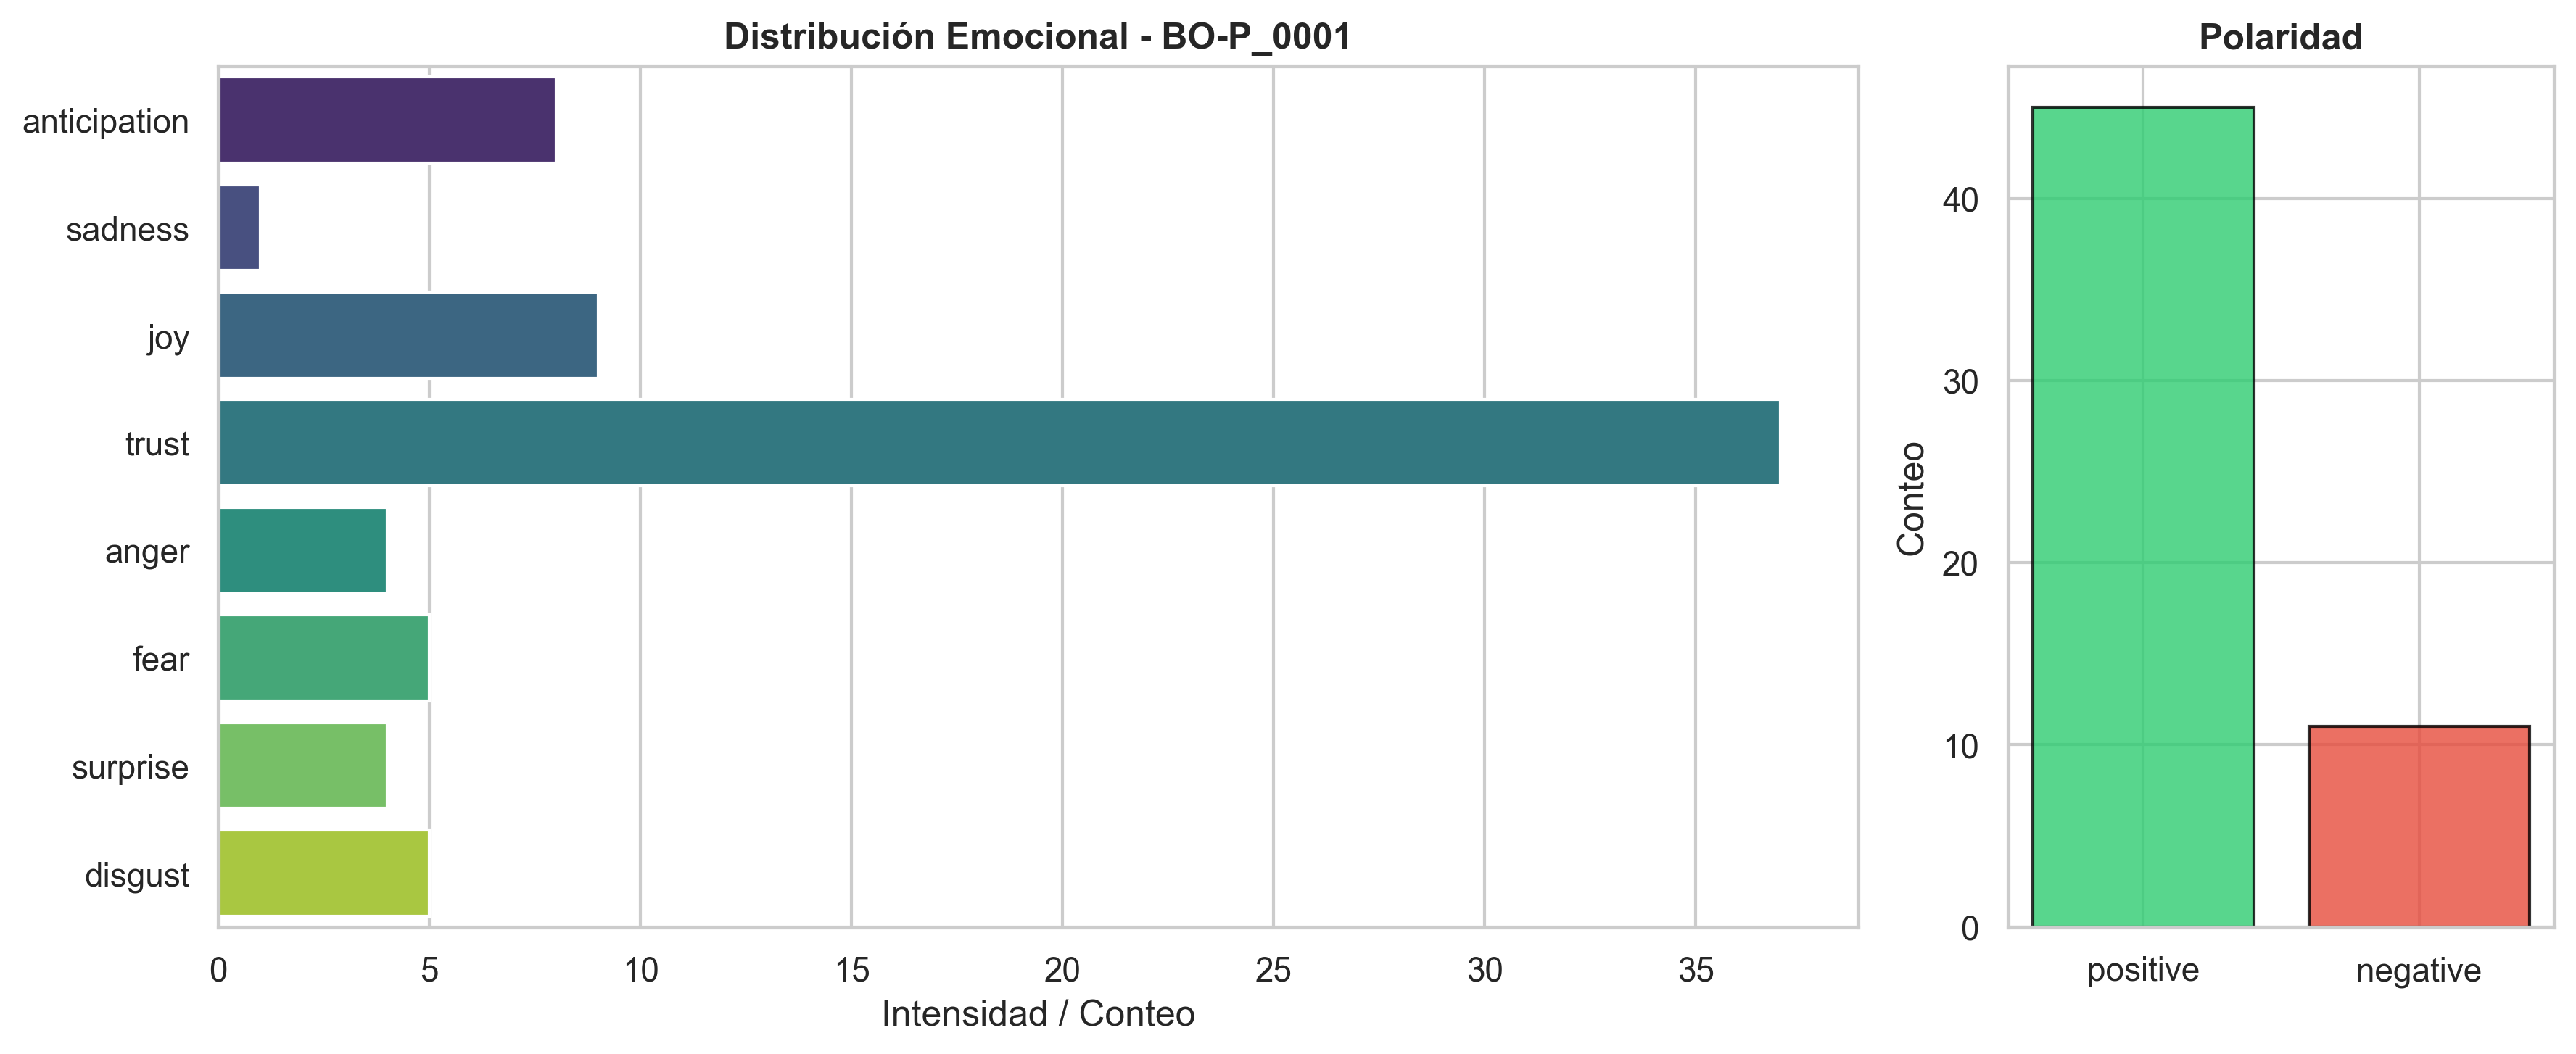 Distribución Emocional - BO-P_0001
anticipation
sadness
joy
trust
anger
fear
surprise
disgust
0 5 10 15 20 25 30 35
Intensidad / Conteo
Polaridad
Conteo
40
30
20
10
0
positive negative